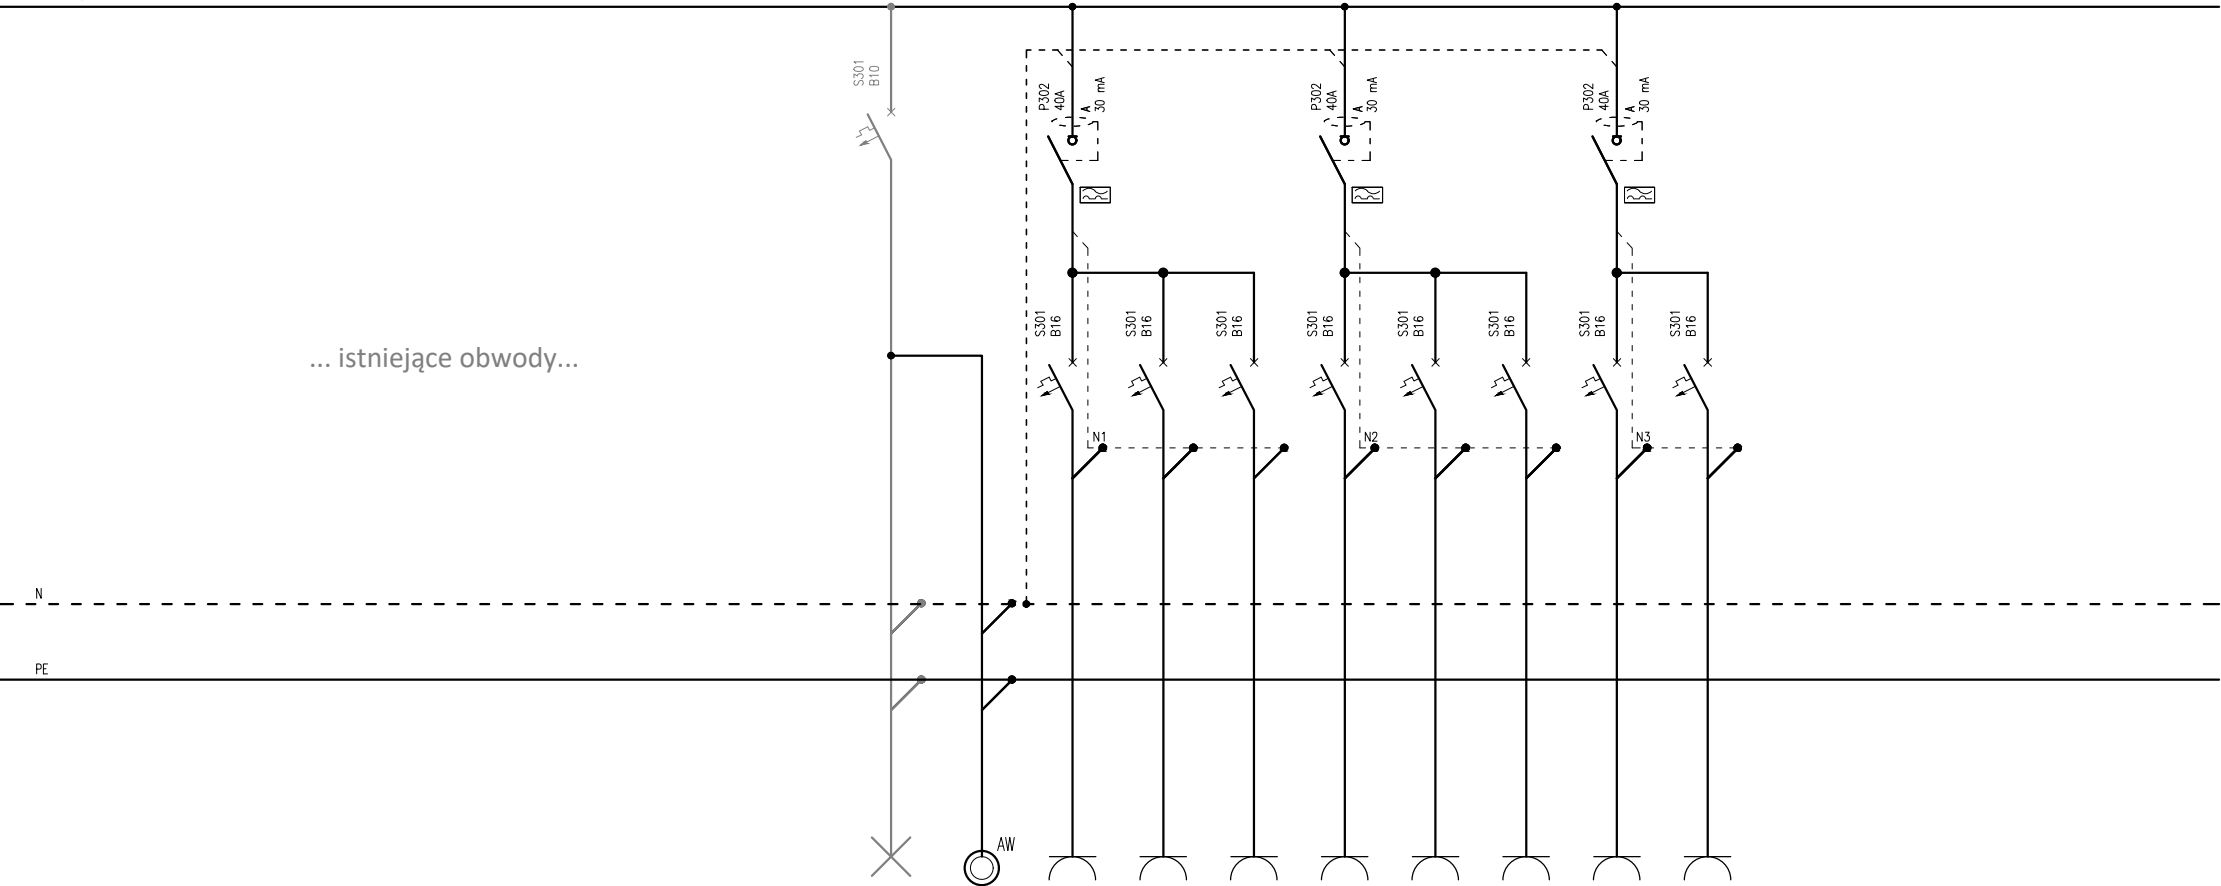 S301
B10
P302
40A
A
30 mA
P302
40A
A
30 mA
P302
40A
A
30 mA
S301
B16
S301
B16
S301
B16
S301
B16
S301
B16
S301
B16
S301
B16
S301
B16
... istniejące obwody...
N1
N2
N3
N
PE
AW